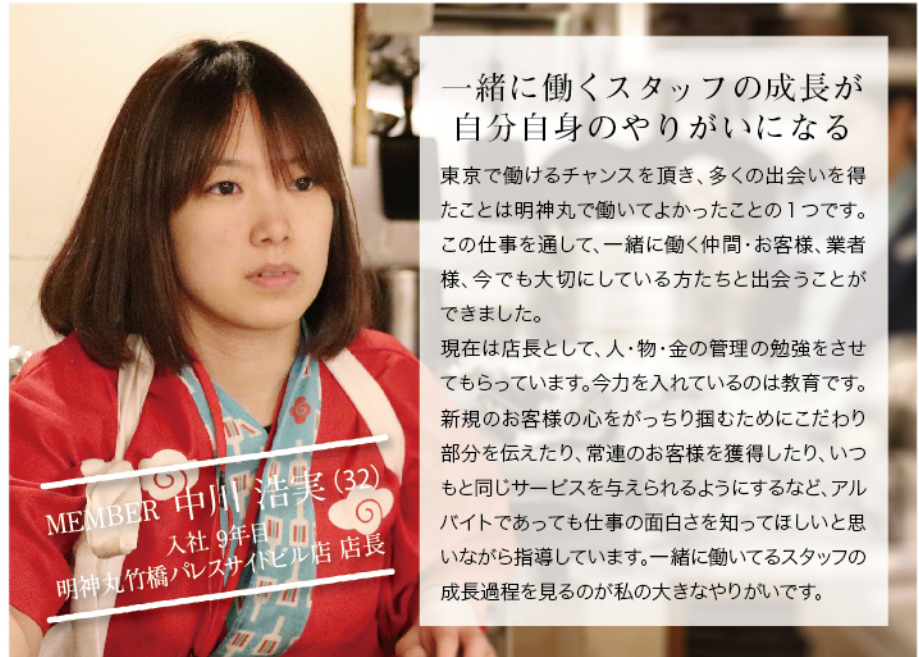 一緒に働くスタッフの成長が
自分自身のやりがいになる
東京で働けるチャンスを頂き、多くの出会いを得
たことは明神丸で働いてよかったことの1つです。
この仕事を通して、一緒に働く仲間・お客様、業者
様、今でも大切にしている方たちと出会うことが
できました。
現在は店長として、人・物・金の管理の勉強をさせ
てもらっています。今力を入れているのは教育です。
新規のお客様の心をがっちり掴むためにこだわり
部分を伝えたり、常連のお客様を獲得したり、いつ
もと同じサービスを与えられるようにするなど、アル
バイトであっても仕事の面白さを知ってほしいと思
いながら指導しています。一緒に働いてるスタッフの
成長過程を見るのが私の大きなやりがいです。
MEMBER 中川 浩実（32）
入社 9年目
明神丸竹橋パレスサイドビル店 店長